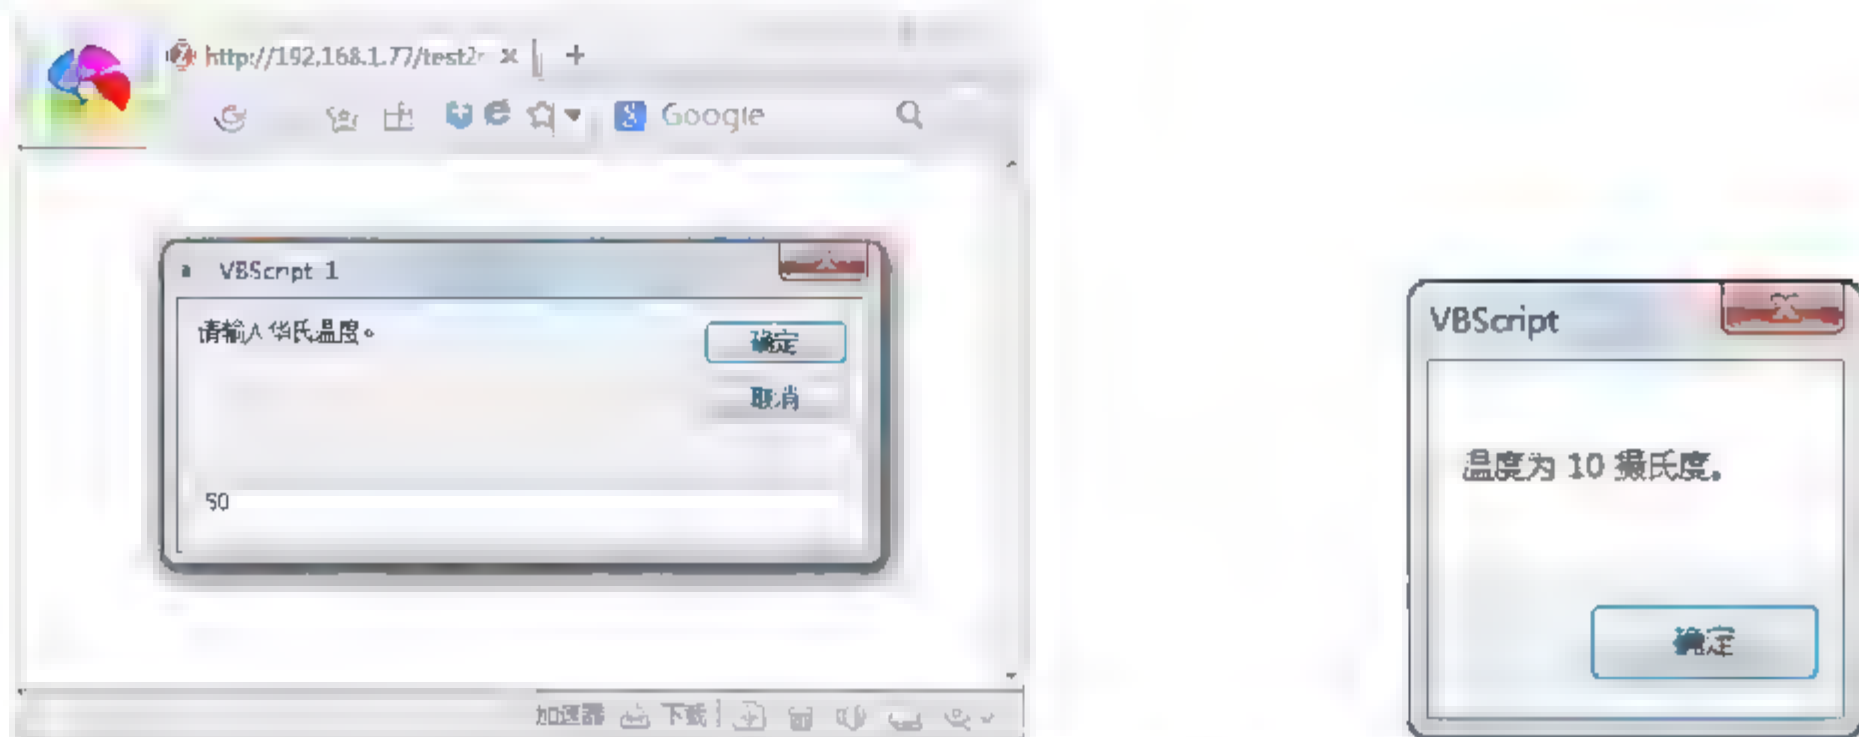 http://192.168.1.77/test2
Google
VBScript 1
请输入华氏温度。
确定
取消
50
加速器 下载
VBScript
温度为 10 摄氏度。
确定